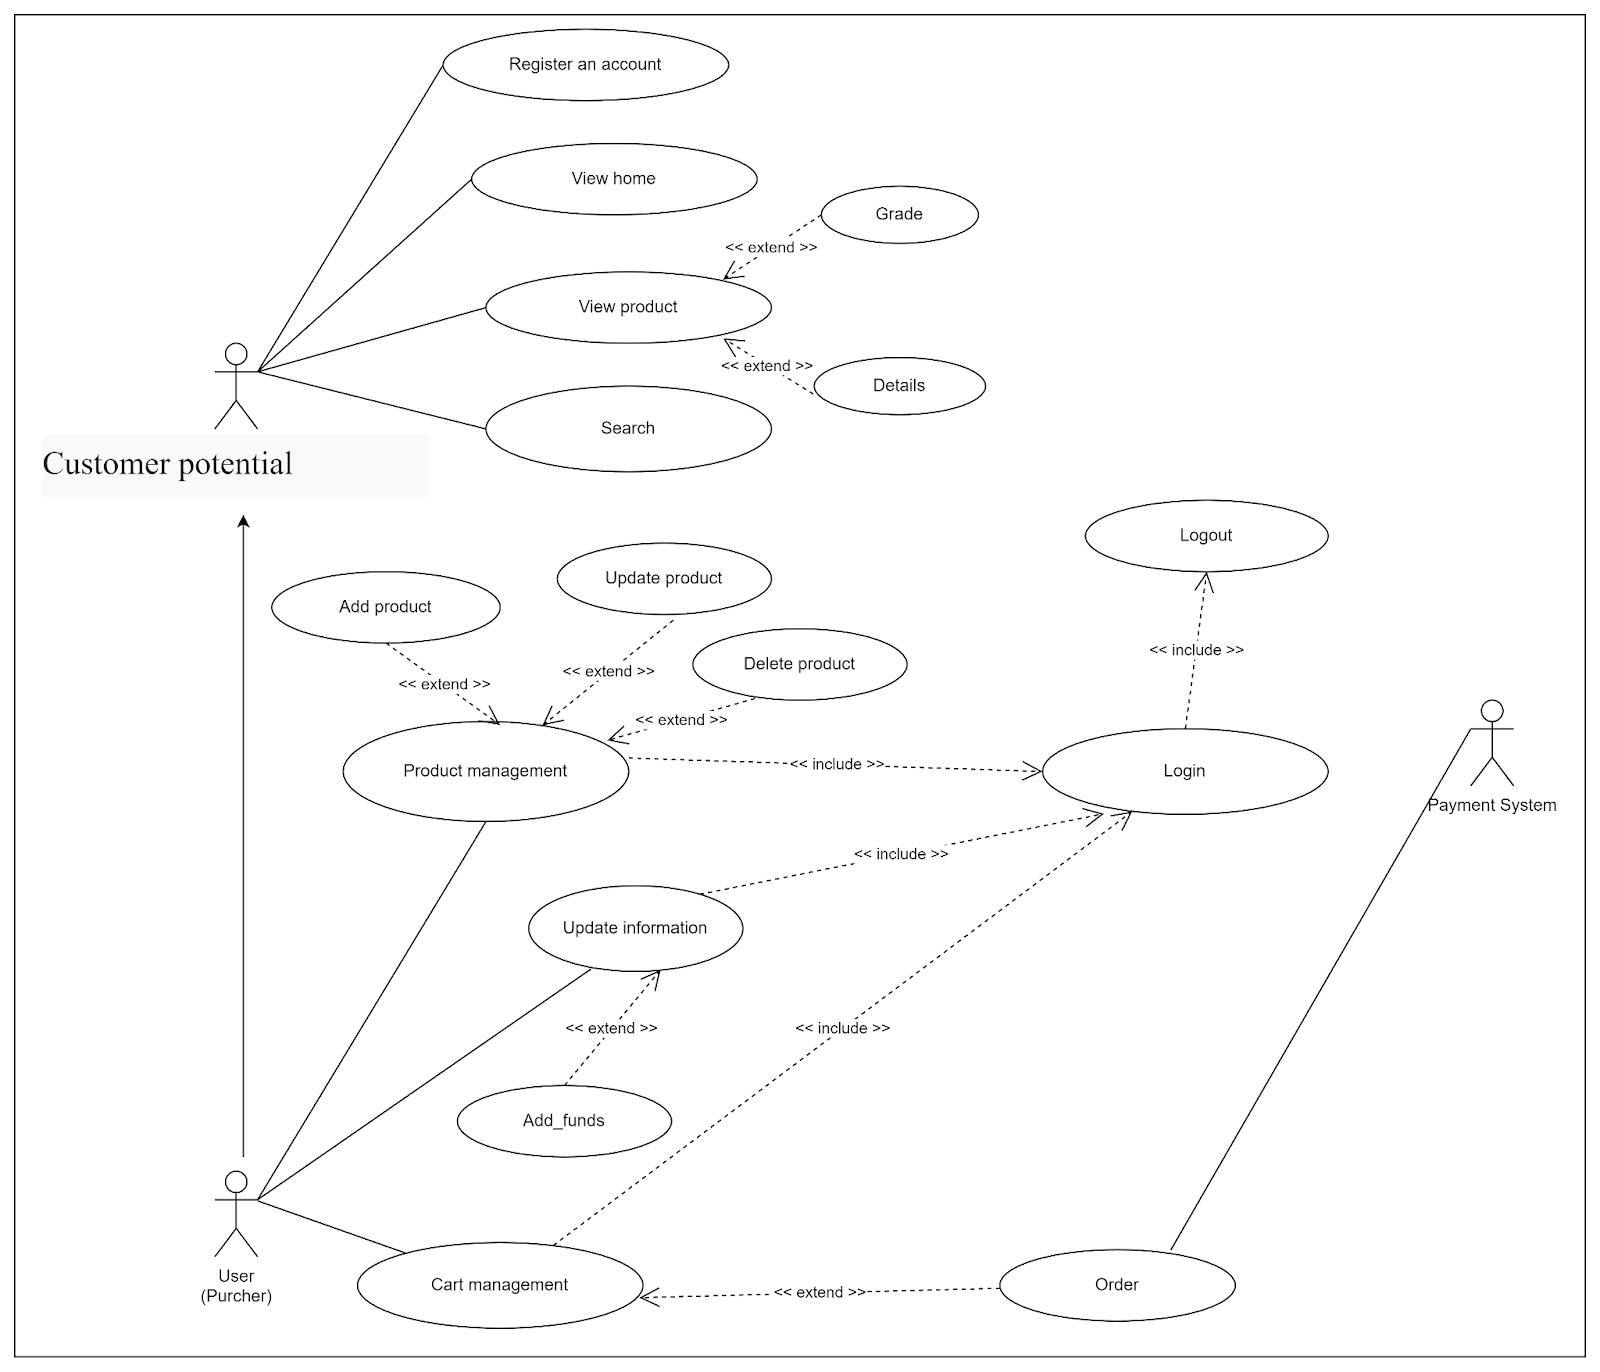 Register an account
View home
Grade
<< extend >>
View product
<< extend >>
Details
Search
Customer potential
Logout
Update product
Add product
<< include >>
Delete product
<< extend >>
<< extend >>
<< extend >>
Product management
<< include >>
Login
Payment System
<< include >>
Update information
<< extend >>
<< include >>
Add_funds
User
(Purcher)
Cart management
<< extend >>
Order